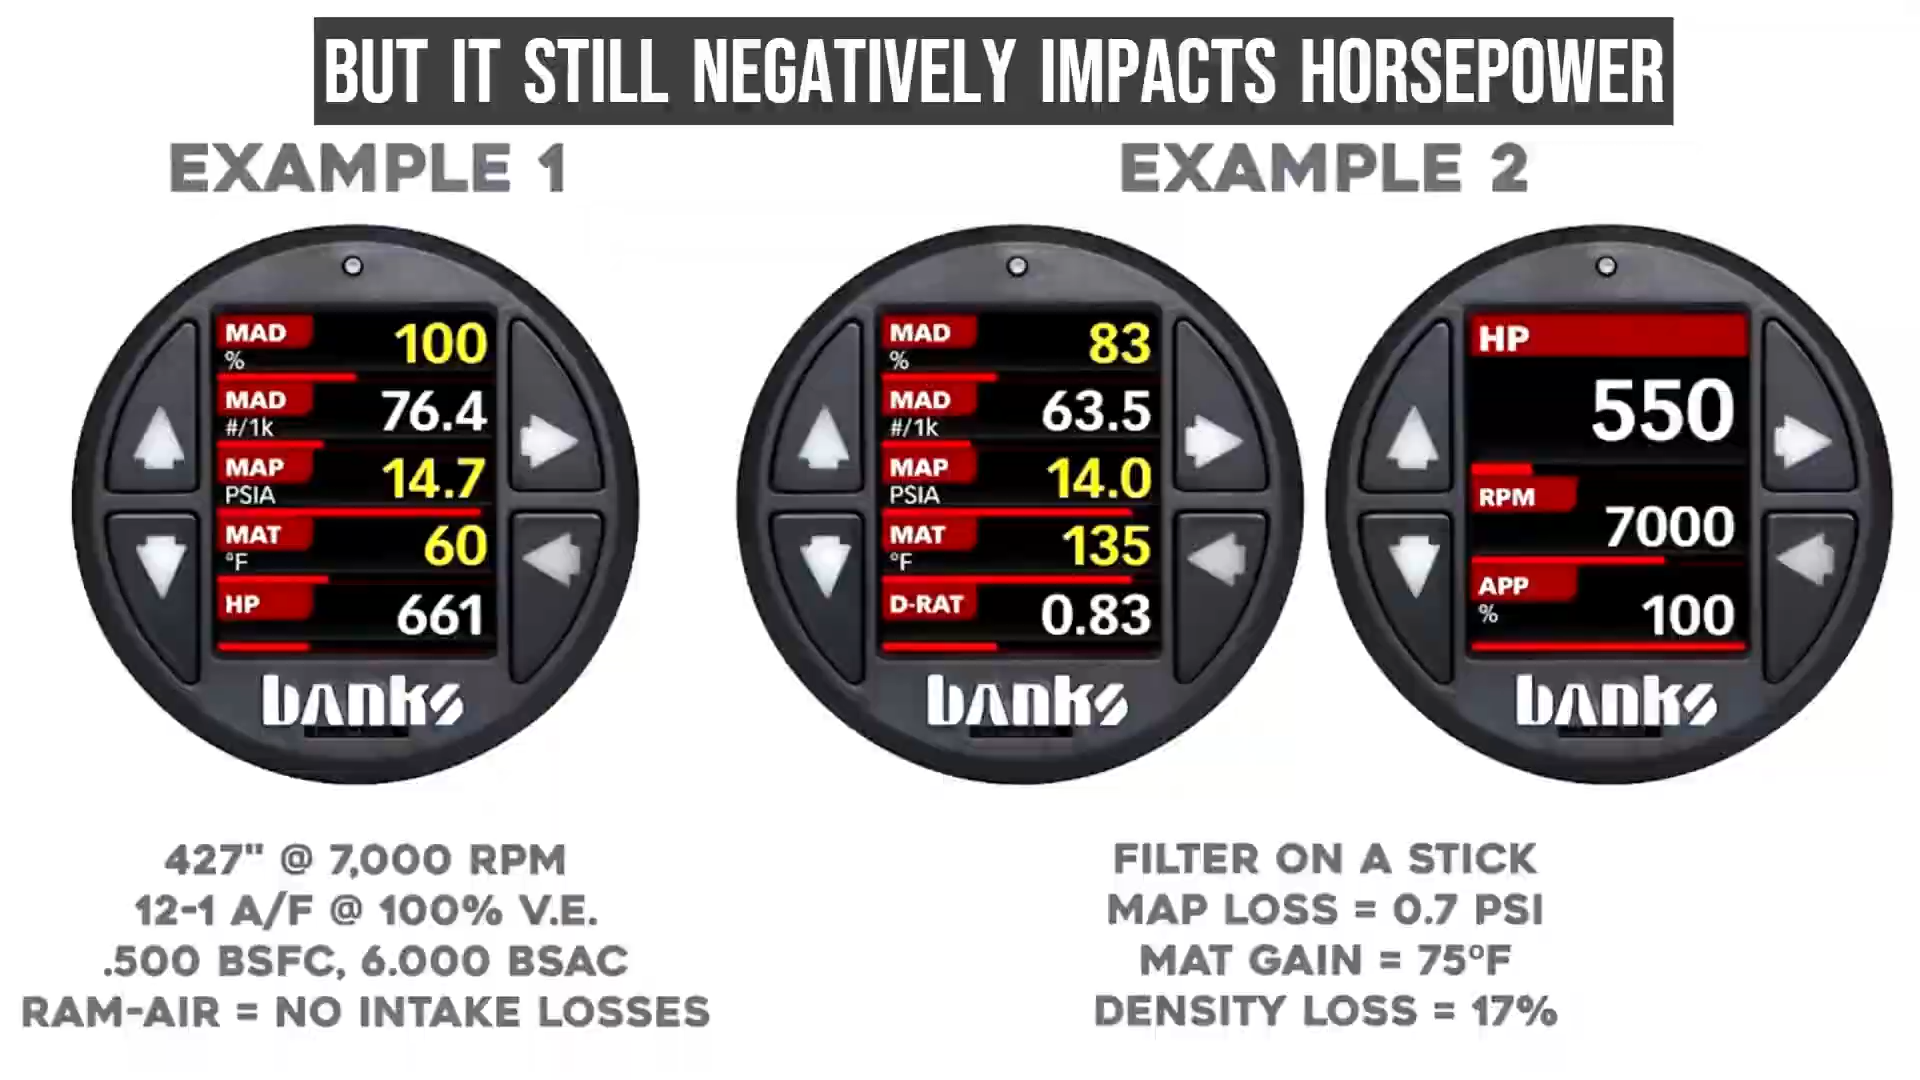 BUT IT STILL NEGATIVELY IMPACTS HORSEPOWER
EXAMPLE 1
MAD % 100
MAD #/1k 76.4
MAP PSIA 14.7
MAT °F 60
HP 661
banks
427" @ 7,000 RPM
12-1 A/F @ 100% V.E.
.500 BSFC, 6.000 BSAC
RAM-AIR = NO INTAKE LOSSES
EXAMPLE 2
MAD % 83
MAD #/1k 63.5
MAP PSIA 14.0
MAT °F 135
D-RAT 0.83
banks
HP
550
RPM 7000
APP % 100
banks
FILTER ON A STICK
MAP LOSS = 0.7 PSI
MAT GAIN = 75°F
DENSITY LOSS = 17%